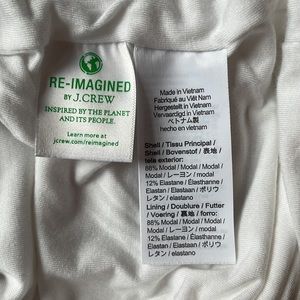 RE-IMAGINED
BY J.CREW
INSPIRED BY THE PLANET
AND ITS PEOPLE.
Learn more at
jcrew.com/reimagined
Made in Vietnam
Fabriqué au Viêt Nam
Hergestellt in Vietnam
Vervaardigd in Vietnam
ベトナム製
hecho en vietnam
Shell / Tissu Principal /
Shell / Bovenstof / 表地 /
tela exterior:
88% Modal / Modal / Modal
/ Modal / レーヨン / modal
12% Elastane / Élasthanne /
Elastan / Elastaan / ポリウ
レタン / elastano
Lining / Doublure / Futter
/ Voering / 裏地 / forro:
88% Modal / Modal / Modal
/ Modal / レーヨン / modal
12% Elastane / Élasthanne /
Elastan / Elastaan / ポリウ
レタン / elastano